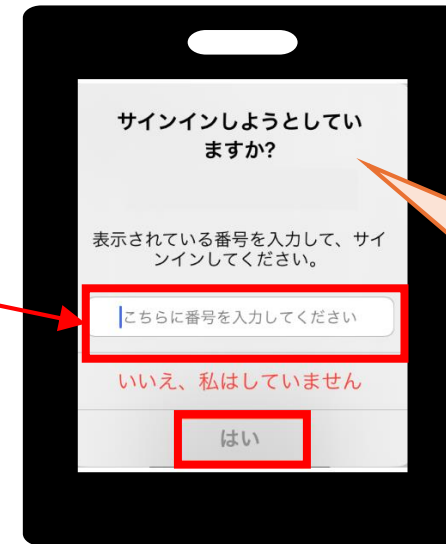 サインインしようとしてい
ますか?
表示されている番号を入力して、サイ
ンインしてください。
こちらに番号を入力してください
いいえ、私はしていません
はい